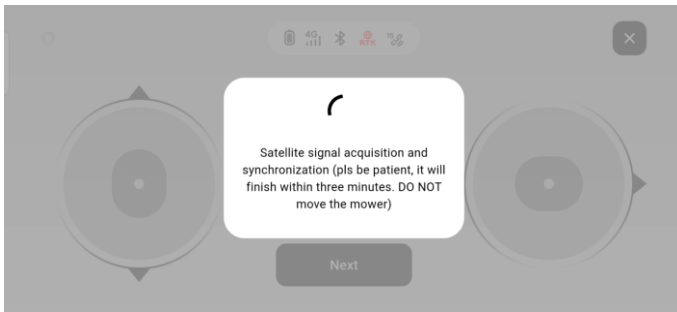 4G
RTK
15
Satellite signal acquisition and
synchronization (pls be patient, it will
finish within three minutes. DO NOT
move the mower)
Next